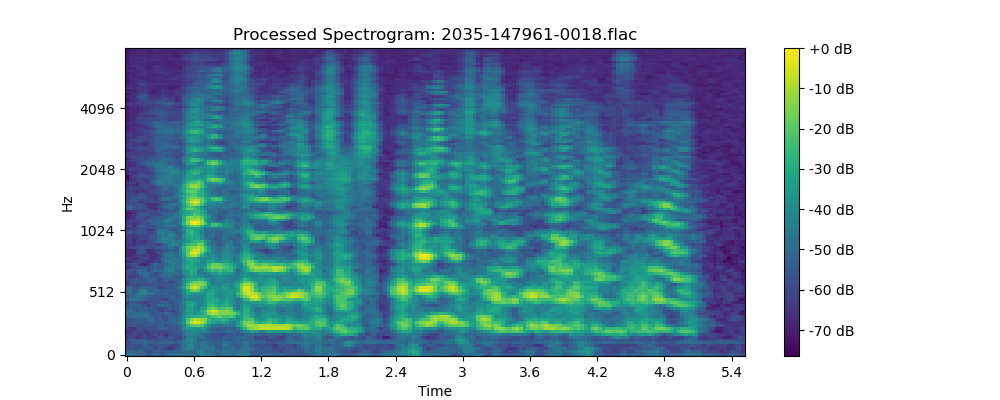 Processed Spectrogram: 2035-147961-0018.flac
Hz
4096
2048
1024
512
0
0 0.6 1.2 1.8 2.4 3 3.6 4.2 4.8 5.4
Time
+0 dB
-10 dB
-20 dB
-30 dB
-40 dB
-50 dB
-60 dB
-70 dB